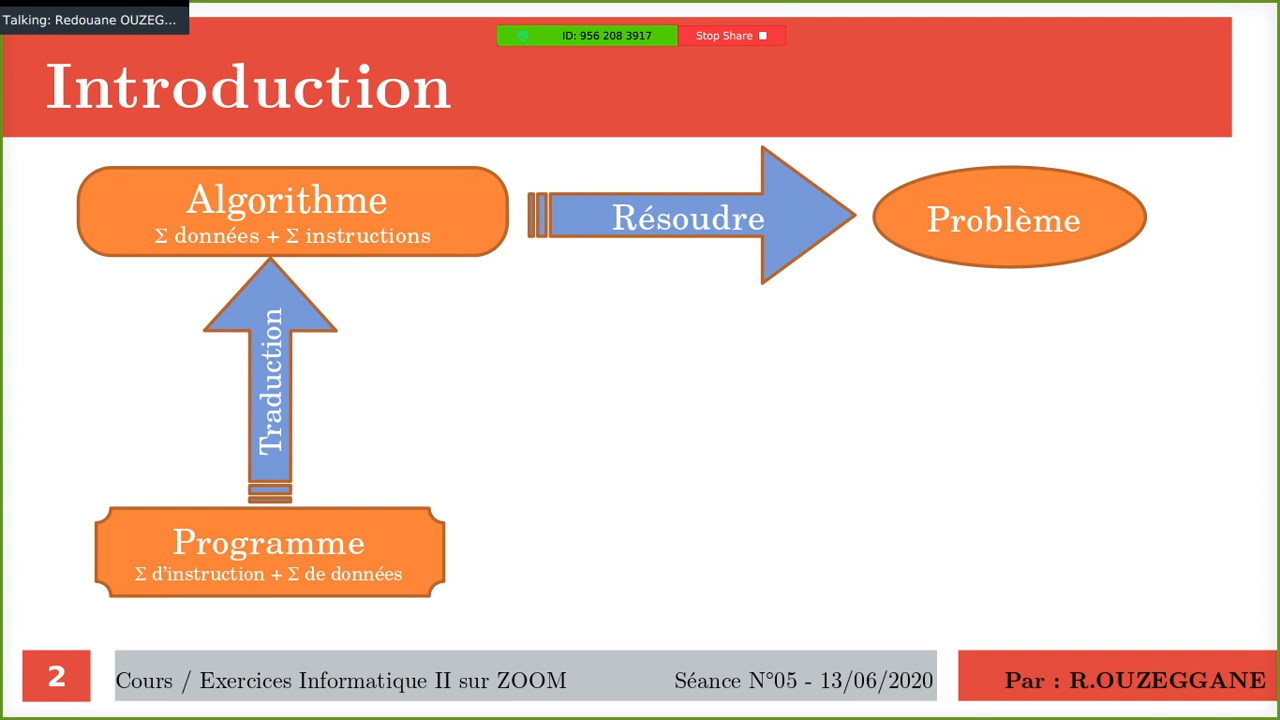 Talking: Redouane OUZEG...
ID: 956 208 3917
Stop Share
Introduction
Algorithme
Σ données + Σ instructions
Résoudre
Problème
Traduction
Programme
Σ d'instruction + Σ de données
2
Cours / Exercices Informatique II sur ZOOM
Séance N°05 - 13/06/2020
Par : R.OUZEGGANE